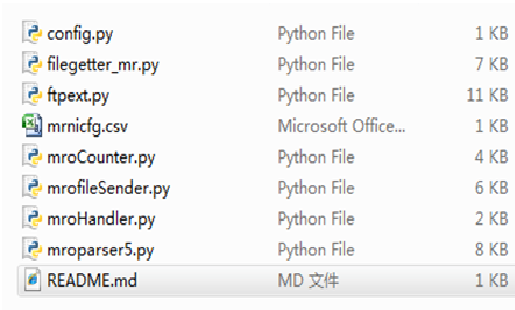 config.py Python File 1 KB
filegetter_mr.py Python File 7 KB
ftpext.py Python File 11 KB
mrnicfg.csv Microsoft Office... 1 KB
mroCounter.py Python File 4 KB
mrofileSender.py Python File 6 KB
mroHandler.py Python File 2 KB
mroparser5.py Python File 8 KB
README.md MD 文件 1 KB